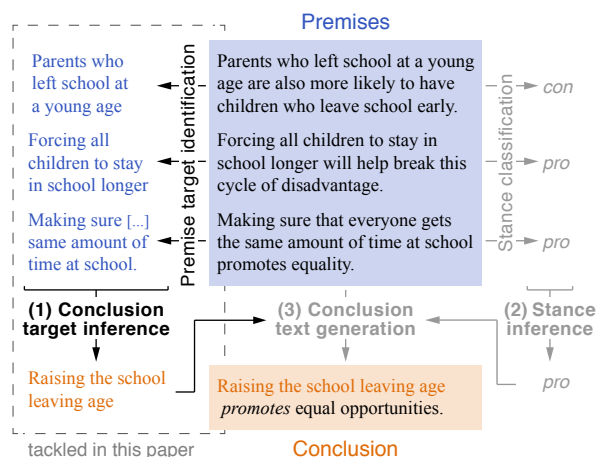 Premises
Parents who
left school at
a young age
Premise target identification
Parents who left school at a young
age are also more likely to have
children who leave school early.
Stance classification
con
Forcing all
children to stay
in school longer
Forcing all children to stay in
school longer will help break this
cycle of disadvantage.
pro
Making sure [...]
same amount of
time at school.
Making sure that everyone gets
the same amount of time at school
promotes equality.
pro
(1) Conclusion
target inference
(3) Conclusion
text generation
(2) Stance
inference
Raising the school
leaving age
Raising the school leaving age
promotes equal opportunities.
pro
tackled in this paper
Conclusion